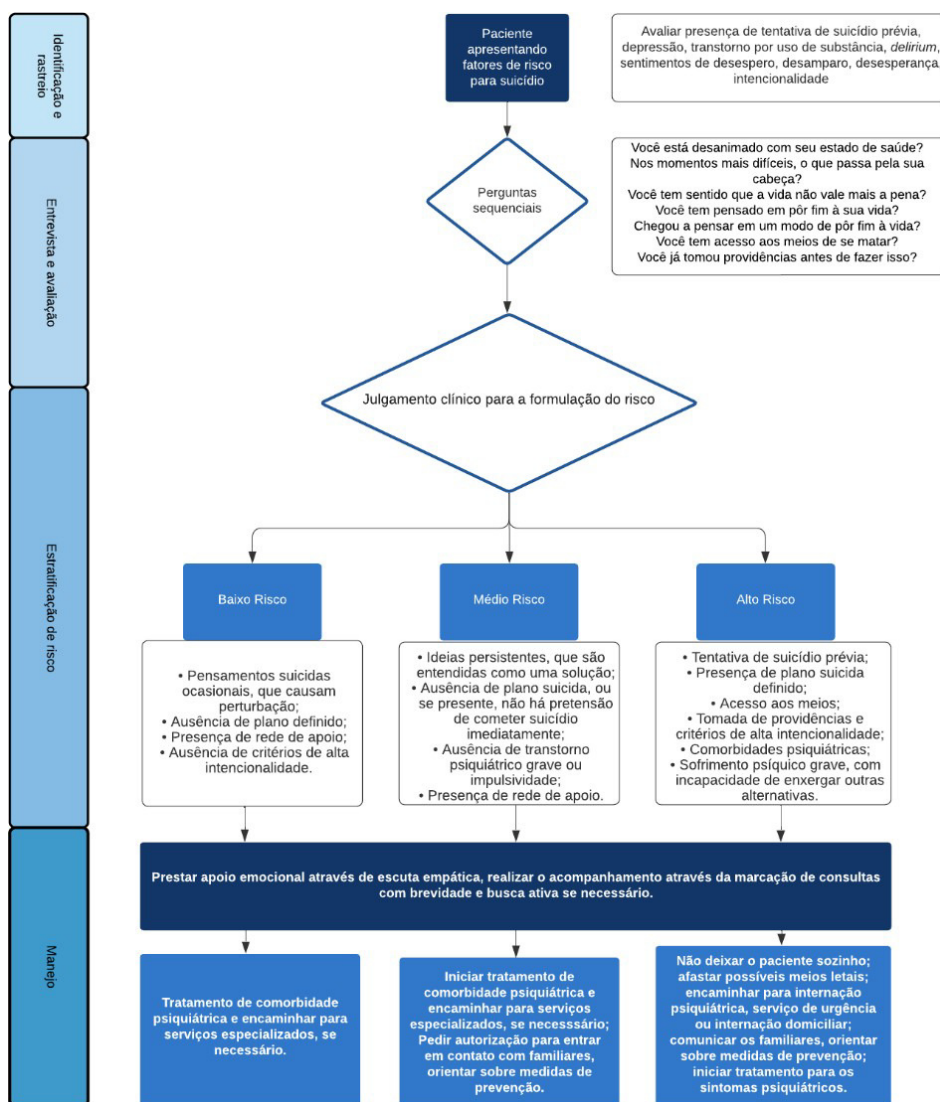 Identificação e
rastreio
Paciente
apresentando
fatores de risco
para suicídio
Avaliar presença de tentativa de suicídio prévia,
depressão, transtorno por uso de substância, delirium,
sentimentos de desespero, desamparo, desesperança,
intencionalidade
Entrevista e avaliação
Perguntas
sequenciais
Você está desanimado com seu estado de saúde?
Nos momentos mais difíceis, o que passa pela sua
cabeça?
Você tem sentido que a vida não vale mais a pena?
Você tem pensado em pôr fim à sua vida?
Chegou a pensar em um modo de pôr fim à vida?
Você tem acesso aos meios de se matar?
Você já tomou providências antes de fazer isso?
Estratificação de risco
Julgamento clínico para a formulação do risco
Baixo Risco
• Pensamentos suicidas
ocasionais, que causam
perturbação;
• Ausência de plano definido;
• Presença de rede de apoio;
• Ausência de critérios de alta
intencionalidade.
Médio Risco
• Ideias persistentes, que são
entendidas como uma solução;
• Ausência de plano suicida, ou
se presente, não há pretensão
de cometer suicídio
imediatamente;
• Ausência de transtorno
psiquiátrico grave ou
impulsividade;
• Presença de rede de apoio.
Alto Risco
• Tentativa de suicídio prévia;
• Presença de plano suicida
definido;
• Acesso aos meios;
• Tomada de providências e
critérios de alta intencionalidade;
• Comorbidades psiquiátricas;
• Sofrimento psíquico grave, com
incapacidade de enxergar outras
alternativas.
Manejo
Prestar apoio emocional através de escuta empática, realizar o acompanhamento através da marcação de consultas
com brevidade e busca ativa se necessário.
Tratamento de comorbidade
psiquiátrica e encaminhar para
serviços especializados, se
necessário.
Iniciar tratamento de
comorbidade psiquiátrica e
encaminhar para serviços
especializados, se necesssário;
Pedir autorização para entrar
em contato com familiares,
orientar sobre medidas de
prevenção.
Não deixar o paciente sozinho;
afastar possíveis meios letais;
encaminhar para internação
psiquiátrica, serviço de urgência
ou internação domiciliar;
comunicar os familiares, orientar
sobre medidas de prevenção;
iniciar tratamento para os
sintomas psiquiátricos.